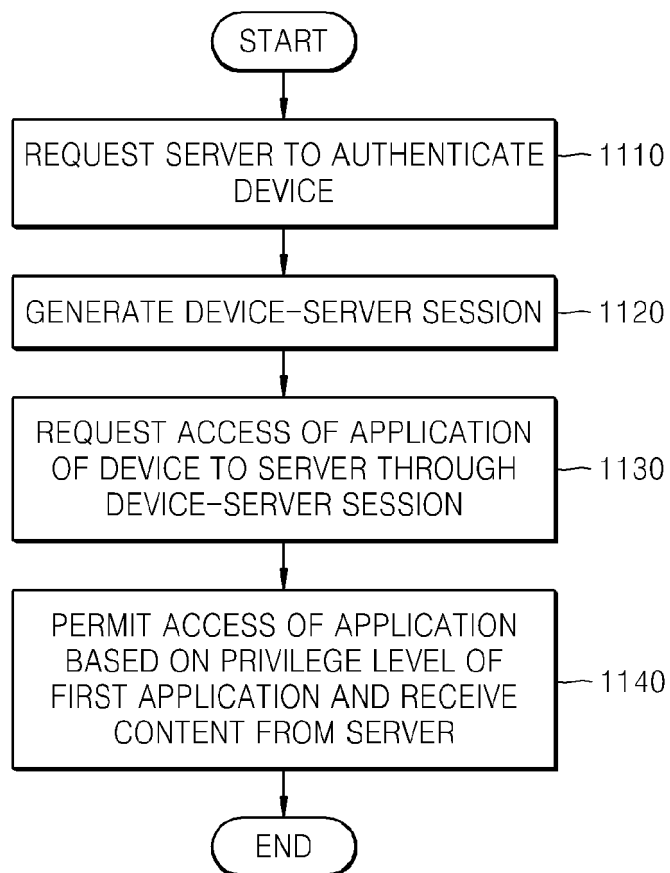 START
REQUEST SERVER TO AUTHENTICATE
DEVICE
1110
GENERATE DEVICE-SERVER SESSION
1120
REQUEST ACCESS OF APPLICATION
OF DEVICE TO SERVER THROUGH
DEVICE-SERVER SESSION
1130
PERMIT ACCESS OF APPLICATION
BASED ON PRIVILEGE LEVEL OF
FIRST APPLICATION AND RECEIVE
CONTENT FROM SERVER
1140
END